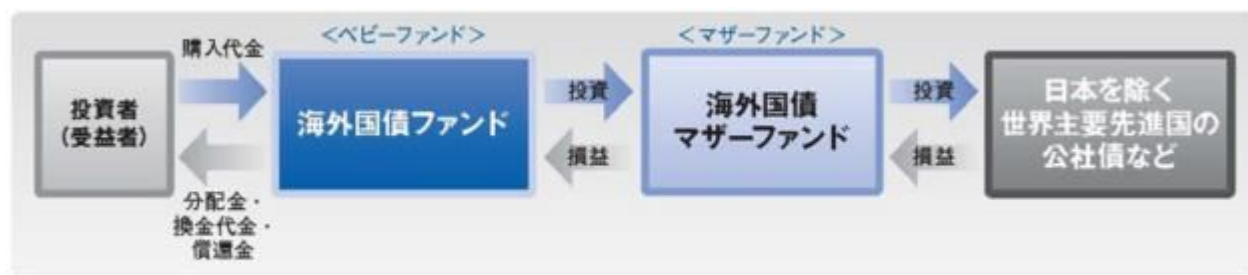 <ベビーファンド>
<マザーファンド>
購入代金
投資者
(受益者)
海外国債ファンド
投資
損益
海外国債
マザーファンド
投資
損益
日本を除く
世界主要先進国の
公社債など
分配金・
換金代金・
償還金